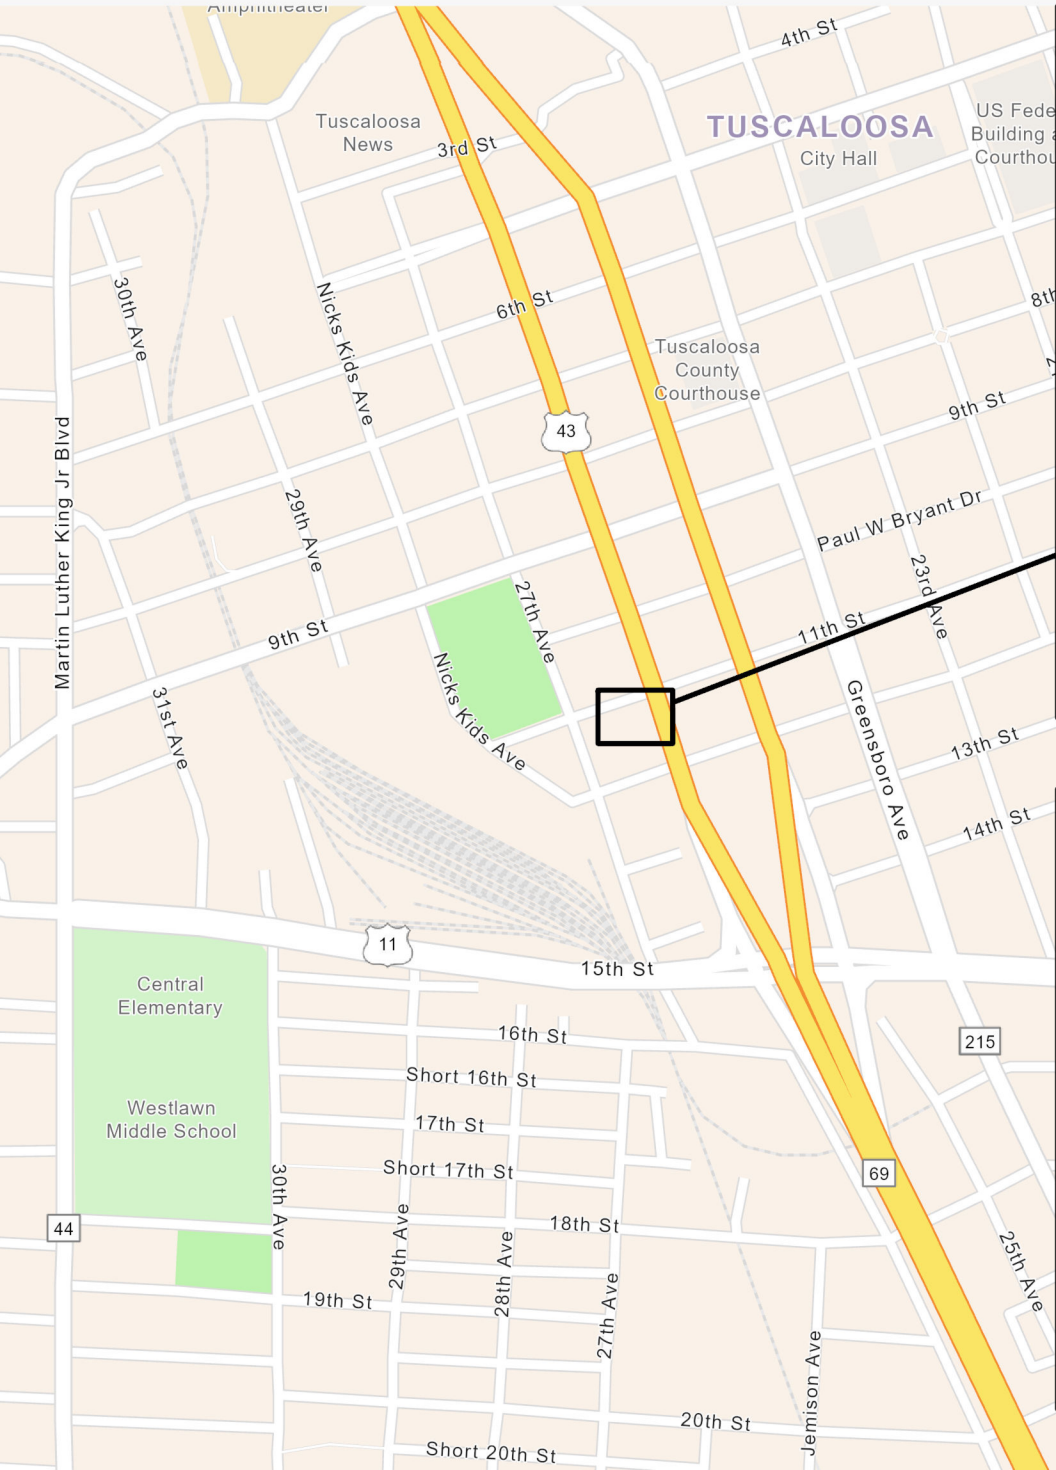 Amphitheater
4th St
Tuscaloosa
News
3rd St
TUSCALOOSA
City Hall
US Fede
Building
Courthou
30th Ave
Nicks Kids Ave
6th St
8th
Tuscaloosa
County
Courthouse
9th St
43
Martin Luther King Jr Blvd
29th Ave
Paul W Bryant Dr
23rd Ave
27th Ave
9th St
11th St
Nicks Kids Ave
31st Ave
Greensboro Ave
13th St
14th St
11
15th St
Central
Elementary
16th St
215
Short 16th St
Westlawn
Middle School
17th St
Short 17th St
69
30th Ave
44
18th St
29th Ave
28th Ave
25th Ave
19th St
27th Ave
Jemison Ave
20th St
Short 20th St